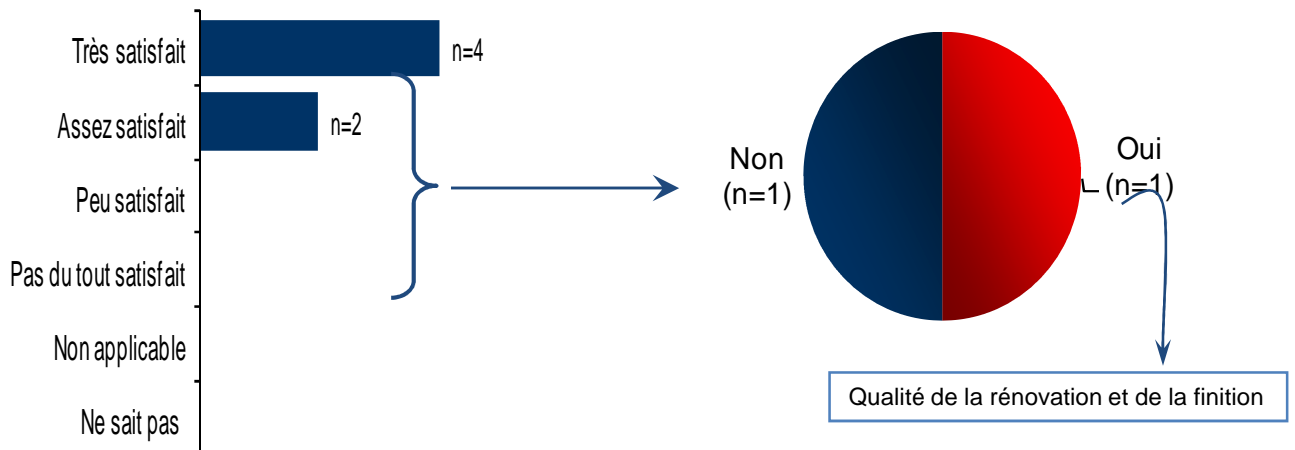 Très satisfait
n=4
Assez satisfait
n=2
Peu satisfait
Pas du tout satisfait
Non applicable
Ne sait pas
Non
(n=1)
Oui
(n=1)
Qualité de la rénovation et de la finition